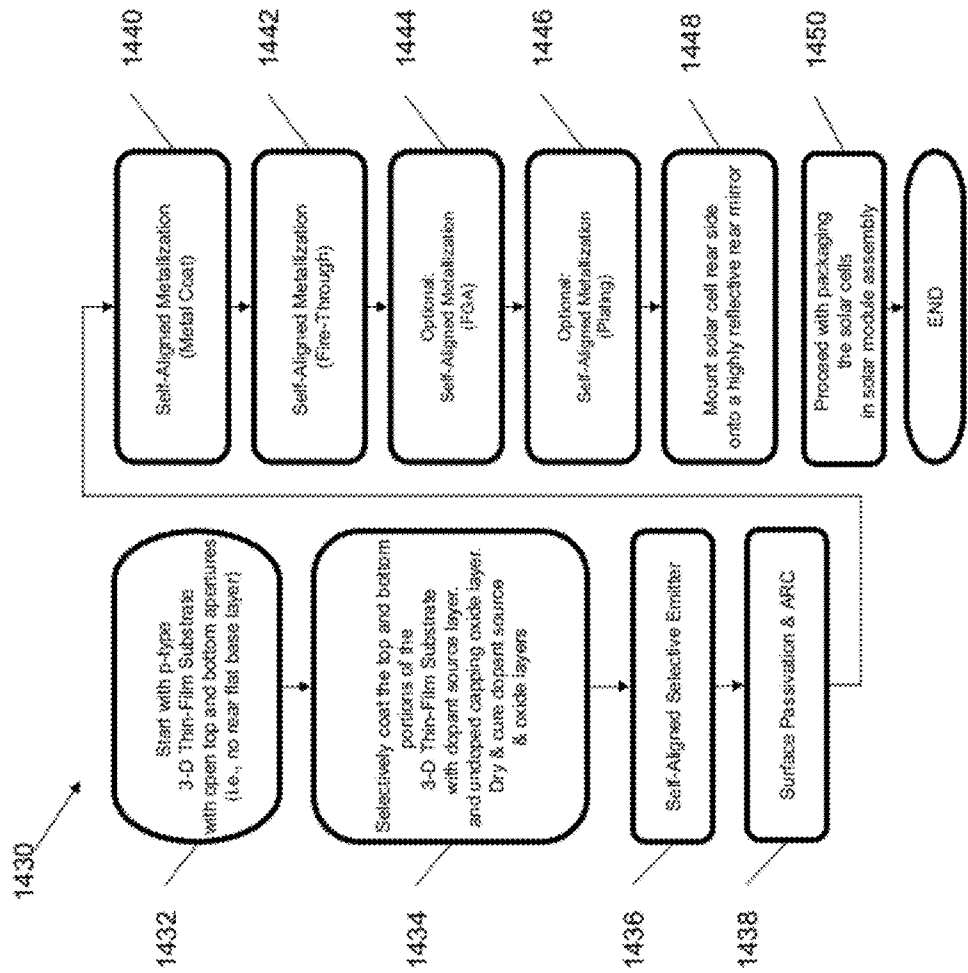 1430
1432
Start with p-type
3-D Thin-Film Substrate
with open top and bottom apertures
(i.e., no rear flat base layer)
1434
Selectively coat the top and bottom
portions of the
3-D Thin-Film Substrate
with dopant source layer.
and undoped capping oxide layer.
Dry & cure dopant source
& oxide layers
1436
Self-Aligned Selective Emitter
1438
Surface Passivation & ARC
1440
Self-Aligned Metallization
(Metal Coat)
1442
Self-Aligned Metallization
(Fire-Through)
1444
Optional:
Self-Aligned Metallization
(FGA)
1446
Optional:
Self-Aligned Metallization
(Plating)
1448
Mount solar cell rear side
onto a highly reflective rear mirror
1450
Proceed with packaging
the solar cells
in solar module assembly
END